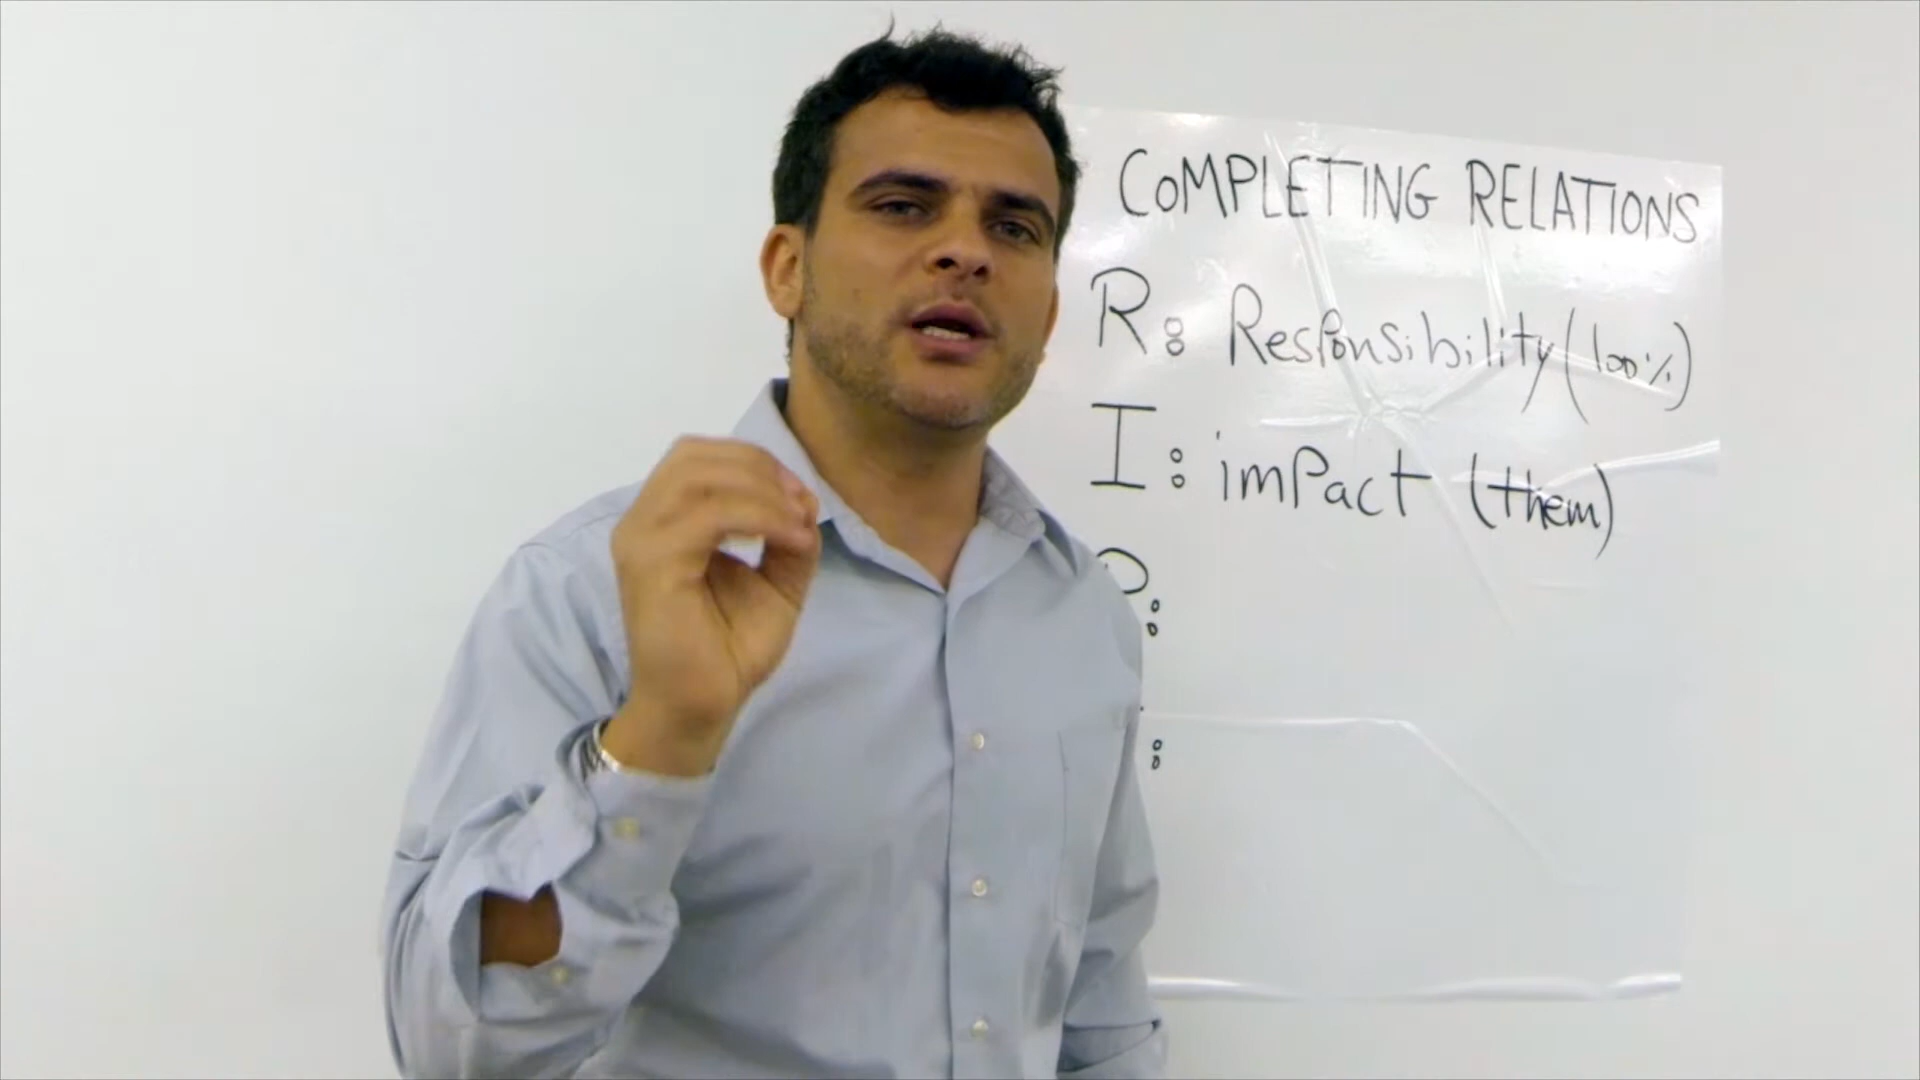 COMPLETING RELATIONS
R: Responsibility (100%)
I: impact (them)
:
: